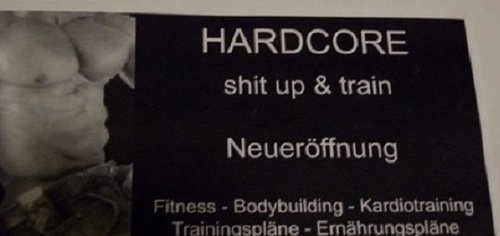 HARDCORE
shit up & train
Neueröffnung
Fitness - Bodybuilding - Kardiotraining
Trainingspläne - Ernährungspläne